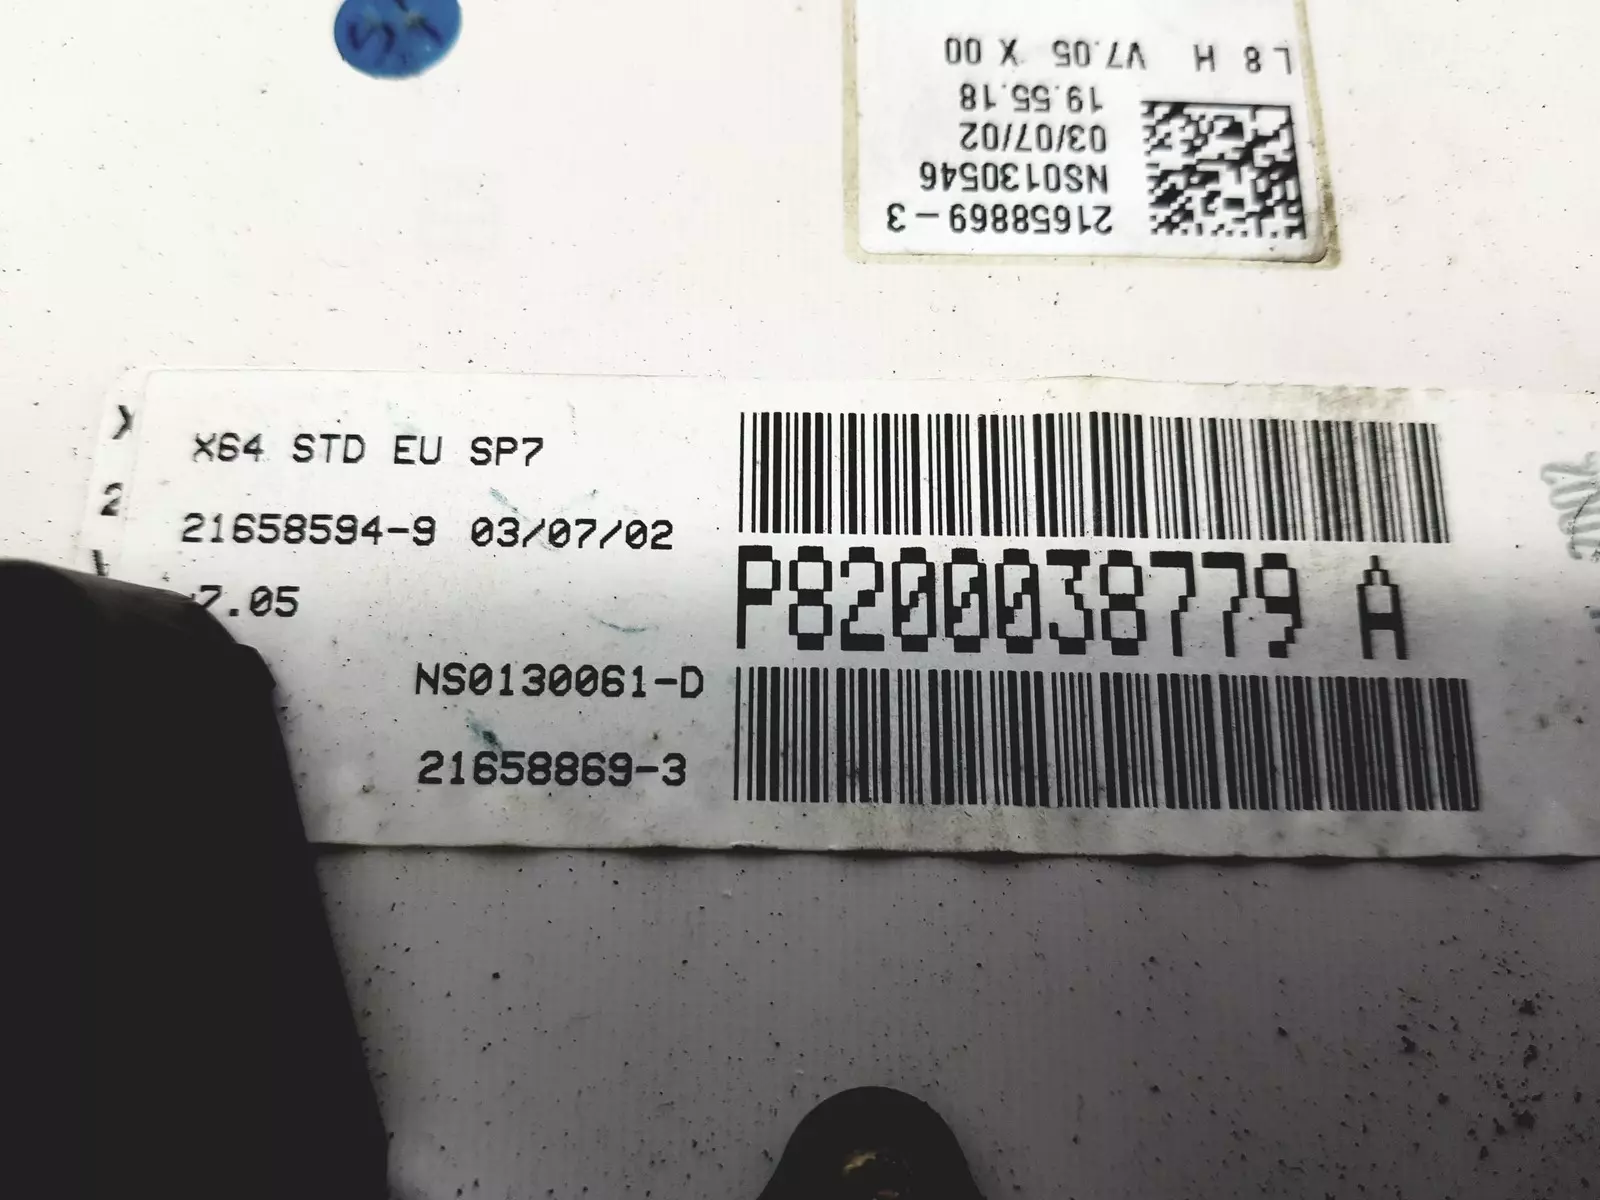 L 8 H V7.05 X 00
19.55.18
03/07/02
NS0130546
21658869-3
X64 STD EU SP7
21658594-9 03/07/02
7.05
NS0130061-D
21658869-3
P8200038779 A